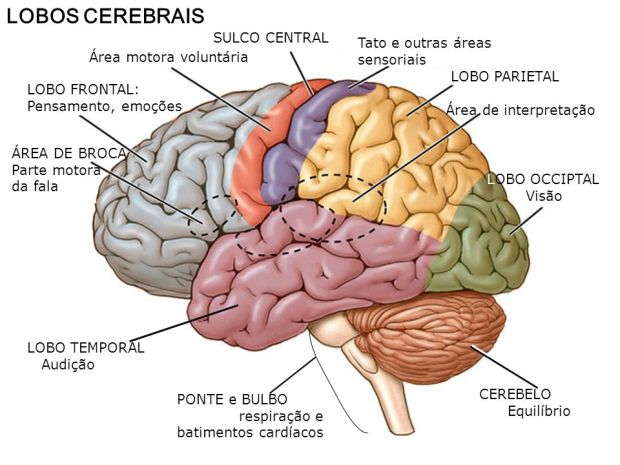 LOBOS CEREBRAIS
SULCO CENTRAL
Área motora voluntária
Tato e outras áreas
sensoriais
LOBO PARIETAL
LOBO FRONTAL:
Pensamento, emoções
Área de interpretação
ÁREA DE BROCA
Parte motora
da fala
LOBO OCCIPTAL
Visão
LOBO TEMPORAL
Audição
PONTE e BULBO
respiração e
batimentos cardíacos
CEREBELO
Equilíbrio